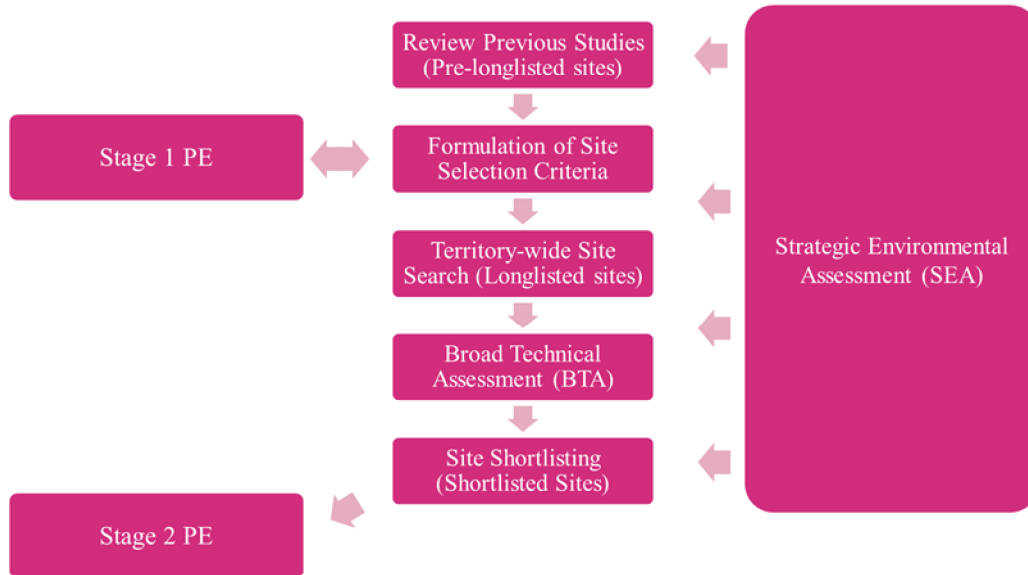 Review Previous Studies
(Pre-longlisted sites)
Stage 1 PE
Formulation of Site
Selection Criteria
Territory-wide Site
Search (Longlisted sites)
Strategic Environmental
Assessment (SEA)
Broad Technical
Assessment (BTA)
Site Shortlisting
(Shortlisted Sites)
Stage 2 PE